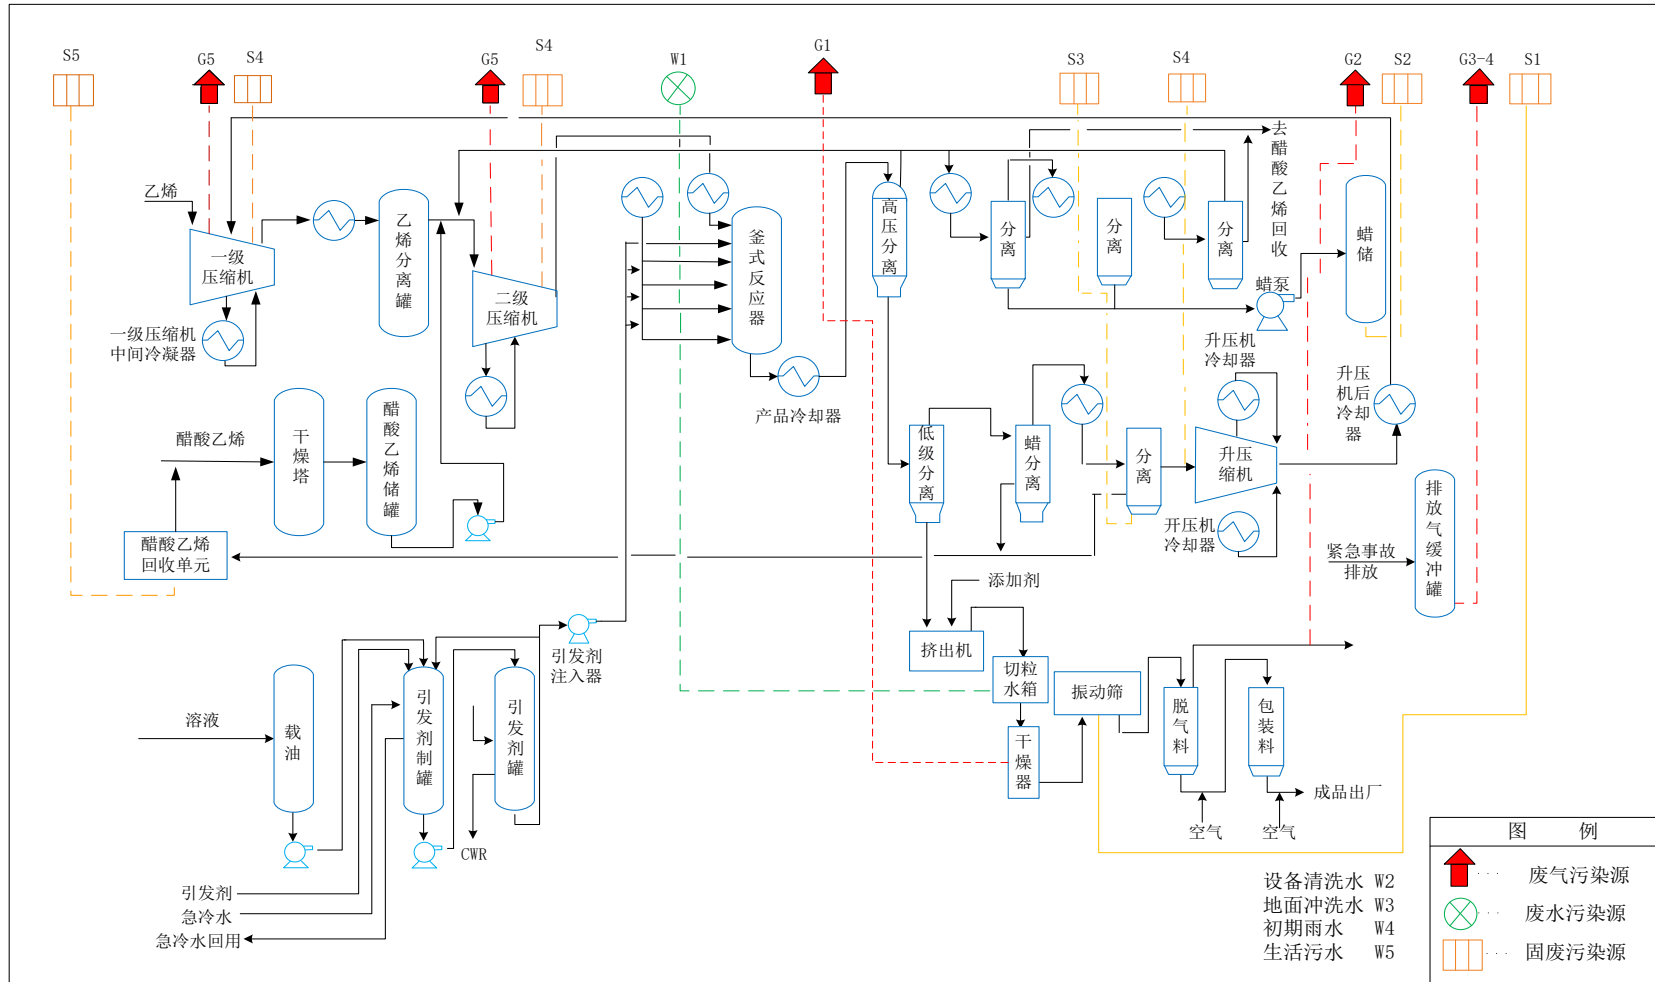 S5
G5
S4
G5
S4
W1
G1
S3
S4
G2
S2
G3-4
S1
乙烯
一级
压缩机
一级压缩机
中间冷凝器
乙烯分离罐
二级
压缩机
釜式反应器
产品冷却器
高压分离
分离
分离
分离
去醋酸乙烯回收
蜡泵
蜡储
升压机
冷却器
升压
机后
冷却
器
醋酸乙烯
干燥塔
醋酸乙烯储罐
醋酸乙烯
回收单元
低级分离
蜡分离
分离
升压
缩机
开压机
冷却器
紧急事故
排放
排放气缓冲罐
添加剂
挤出机
切粒
水箱
振动筛
干燥器
脱气料
包装料
空气
空气
成品出厂
引发剂
注入器
溶液
载油
引发剂制罐
引发剂罐
CWR
引发剂
急冷水
急冷水回用
设备清洗水 W2
地面冲洗水 W3
初期雨水 W4
生活污水 W5
图 例
废气污染源
废水污染源
固废污染源